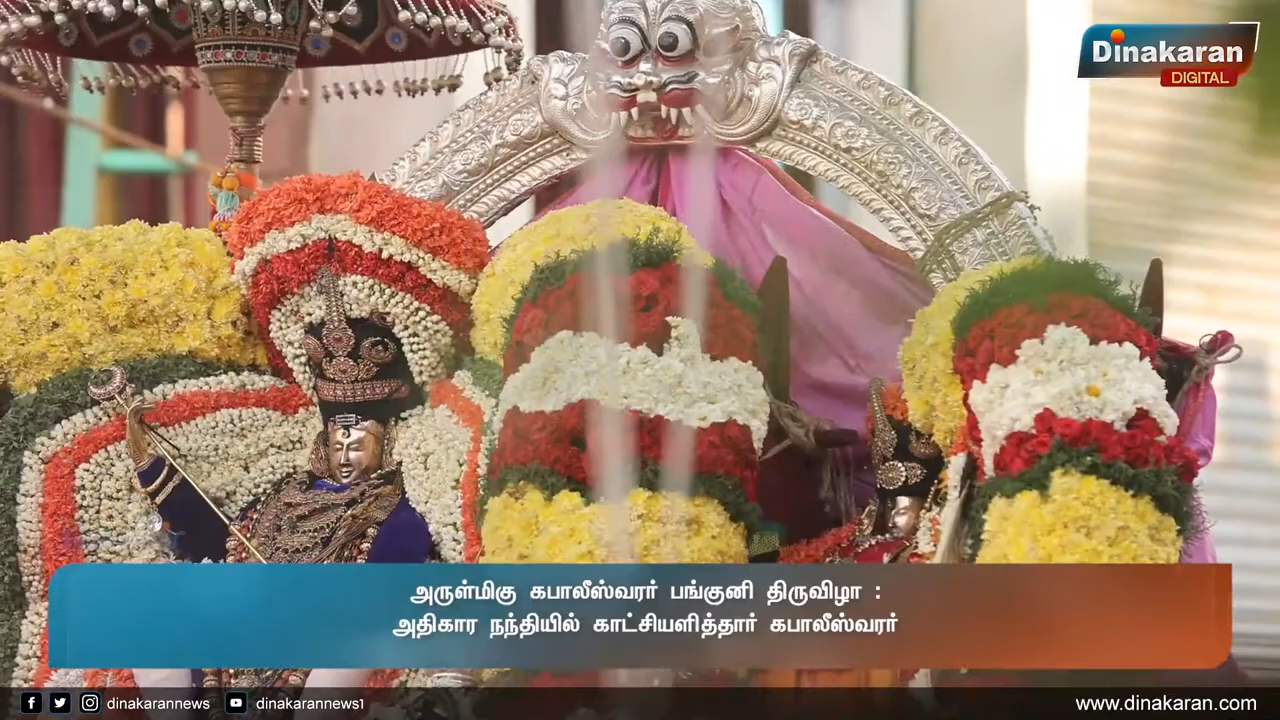 Dinakaran
DIGITAL
அருள்மிகு கபாலீஸ்வரர் பங்குனி திருவிழா :
அதிகார நந்தியில் காட்சியளித்தார் கபாலீஸ்வரர்
dinakarannews
dinakarannews1
www.dinakaran.com